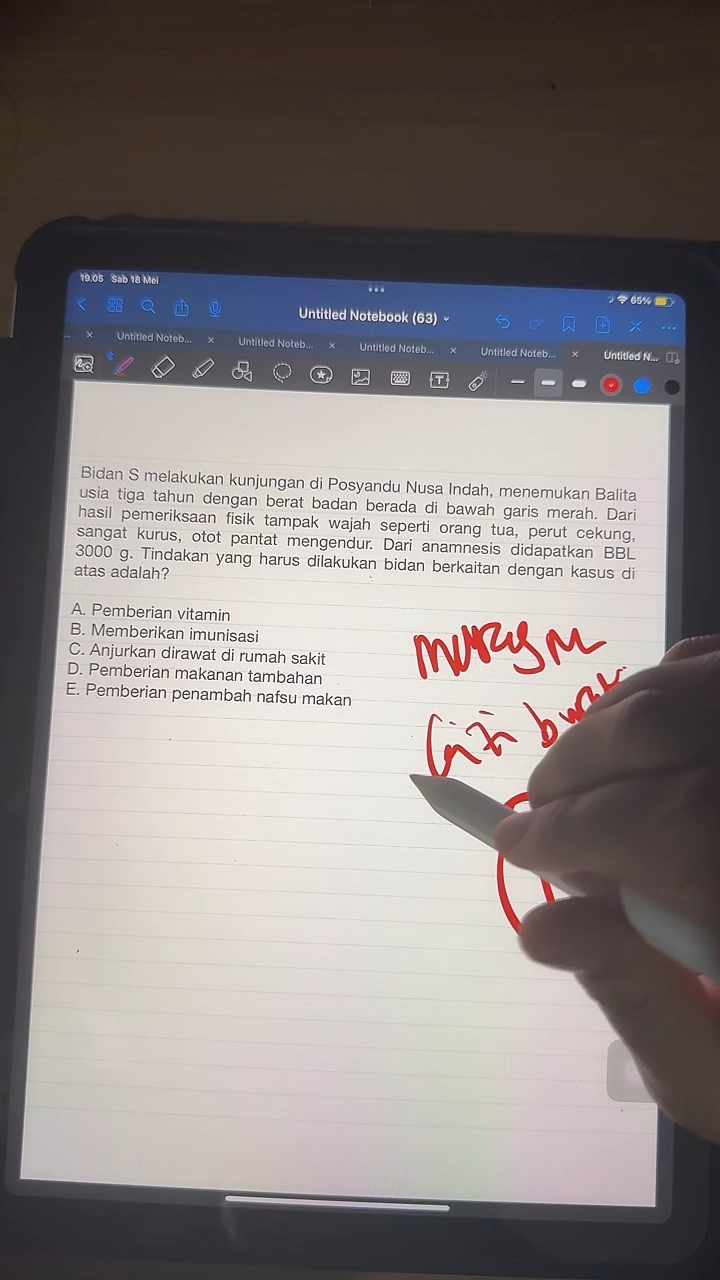 19.05 Sab 18 Mei
65%
Untitled Notebook (63)
Untitled Noteb...
Untitled Noteb...
Untitled Noteb...
Untitled Noteb...
Untitled N...
Bidan S melakukan kunjungan di Posyandu Nusa Indah, menemukan Balita
usia tiga tahun dengan berat badan berada di bawah garis merah. Dari
hasil pemeriksaan fisik tampak wajah seperti orang tua, perut cekung,
sangat kurus, otot pantat mengendur. Dari anamnesis didapatkan BBL
3000 g. Tindakan yang harus dilakukan bidan berkaitan dengan kasus di
atas adalah?
A. Pemberian vitamin
B. Memberikan imunisasi
C. Anjurkan dirawat di rumah sakit
D. Pemberian makanan tambahan
E. Pemberian penambah nafsu makan
Gizi